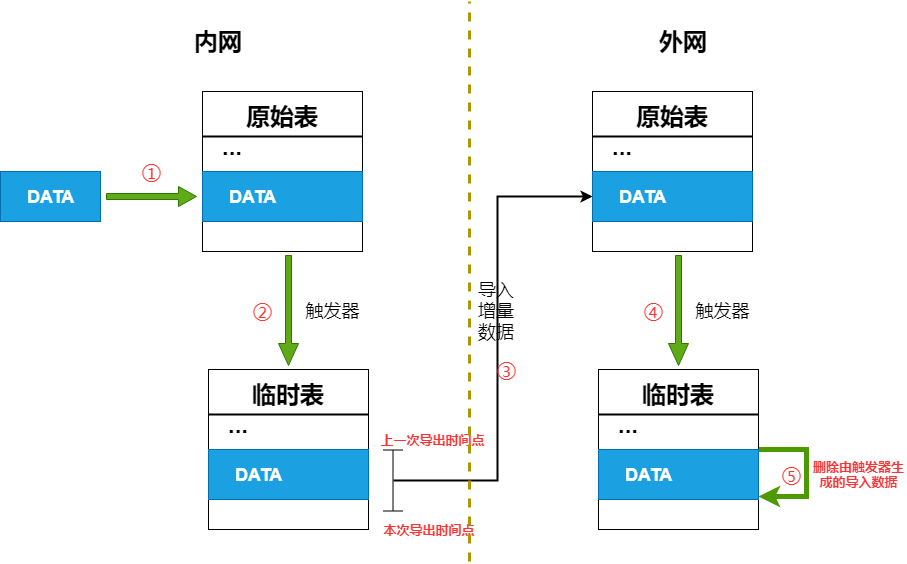 内网
外网
原始表
...
DATA
DATA
①
②
触发器
临时表
...
DATA
上一次导出时间点
本次导出时间点
导入
增量
数据
③
原始表
...
DATA
④
触发器
临时表
...
DATA
⑤
删除由触发器生
成的导入数据